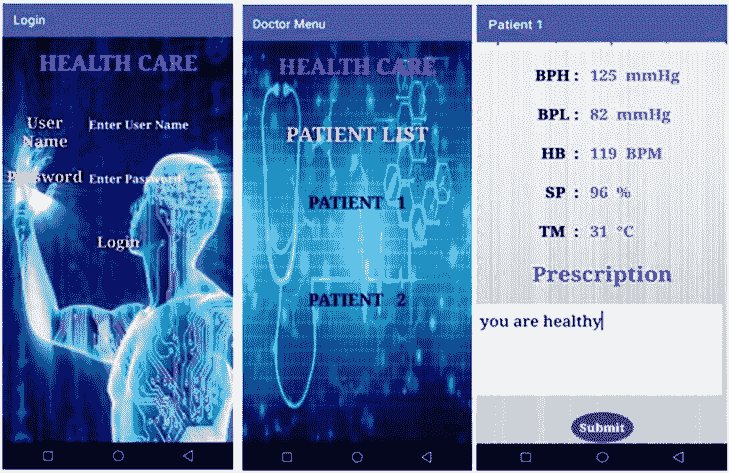 Login
HEALTH CARE
User Name
Enter User Name
Password
Enter Password
Login
Doctor Menu
HEALTH CARE
PATIENT LIST
PATIENT 1
PATIENT 2
Patient 1
BPH : 125 mmHg
BPL : 82 mmHg
HB : 119 BPM
SP : 96 %
TM : 31 °C
Prescription
you are healthy
Submit